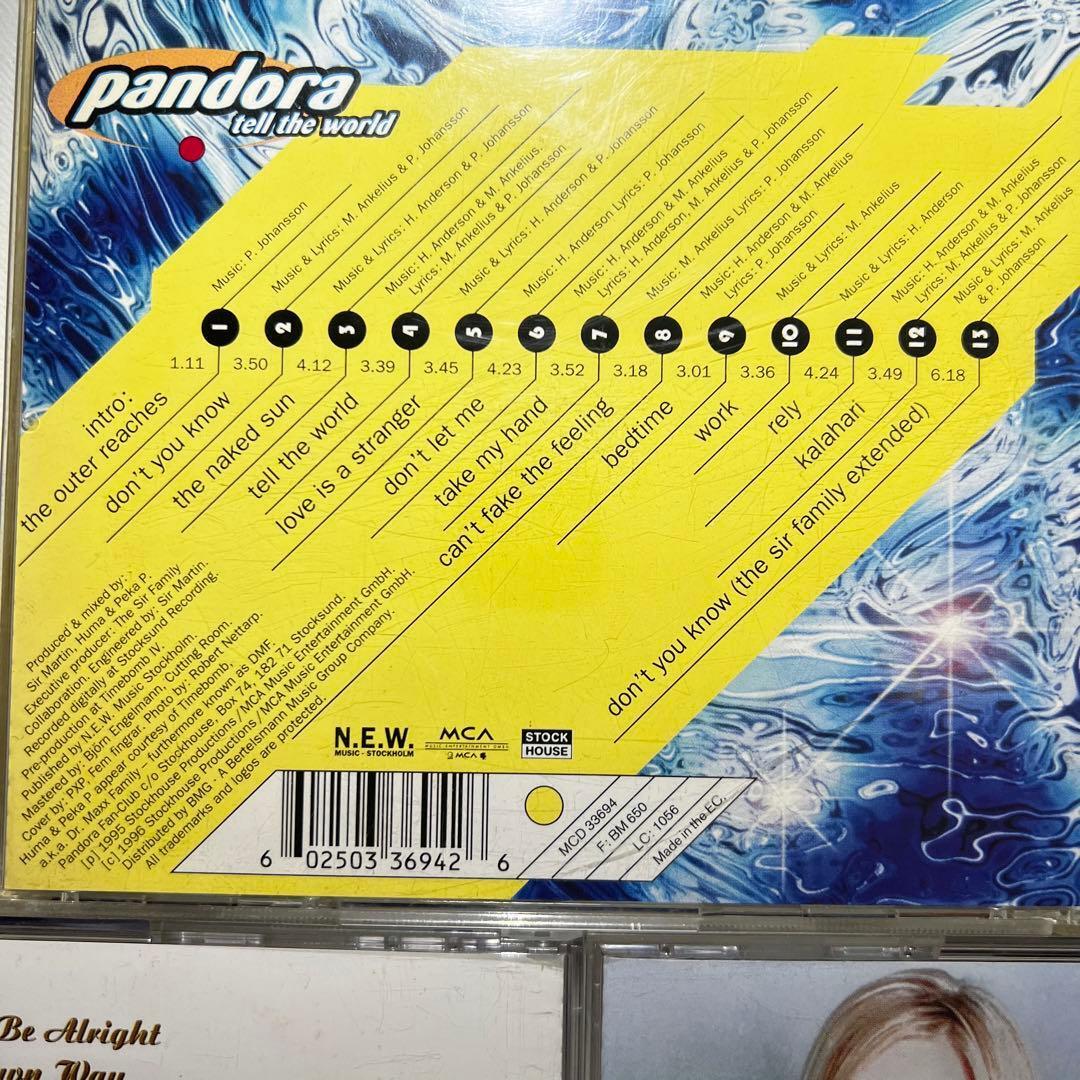 pandora
tell the world
Music: P. Johansson
Music & Lyrics: M. Ankelius & P. Johansson
Music & Lyrics: H. Anderson & P. Johansson
Music: H. Anderson & M. Ankelius.
Lyrics: M. Ankelius & P. Johansson
Music & Lyrics: H. Anderson & P. Johansson
Music: H. Anderson Lyrics: P. Johansson
Music: H. Anderson & M. Ankelius
Lyrics: H. Anderson, M. Ankelius & P. Johansson
Music: M. Ankelius Lyrics: P. Johansson
Music: H. Anderson & M. Ankelius
Lyrics: P. Johansson
Music & Lyrics: M. Ankelius
Music & Lyrics: H. Anderson
Music: H. Anderson & M. Ankelius
Lyrics: M. Ankelius & P. Johansson
Music & Lyrics: M. Ankelius
& P. Johansson
1 2 3 4 5 6 7 8 9 10 11 12 13
1.11 3.50 4.12 3.39 3.45 4.23 3.52 3.18 3.01 3.36 4.24 3.49 6.18
intro:
the outer reaches
don't you know
the naked sun
tell the world
love is a stranger
don't let me
take my hand
can't fake the feeling
bedtime
work
rely
kalahari
don't you know (the sir family extended)
Produced & mixed by:
Sir Martin, Huma & Peka P.
Executive producer: The Sir Family
Collaboration. Engineered by: Sir Martin.
Recorded digitally at Stocksund Recording.
Pre-production at Timebomb IV.
Published by N.E.W. Music Stockholm.
Mastered by: Björn Engelmann, Cutting Room.
Cover by: PXP, Fem fingrar. Photo by: Robert Nettarp.
Huma & Peka P appear courtesy of Timebomb,
a.k.a. Dr. Maxx Family - furthermore known as DMF.
Pandora Fan-Club c/o Stockhouse, Box 74, 182 71 Stocksund.
[p] 1995 Stockhouse Productions / MCA Music Entertainment GmbH.
[c] 1996 Stockhouse Productions / MCA Music Entertainment GmbH.
Distributed by BMG. A Bertelsmann Music Group Company.
All trademarks and logos are protected.
N.E.W.
MUSIC - STOCKHOLM
MCA
MUSIC ENTERTAINMENT GMBH
MCA
STOCK
HOUSE
6 02503 36942 6
MCD 33694
F: BM 650
LC: 1056
Made in the EC.
Be Alright
wn Way